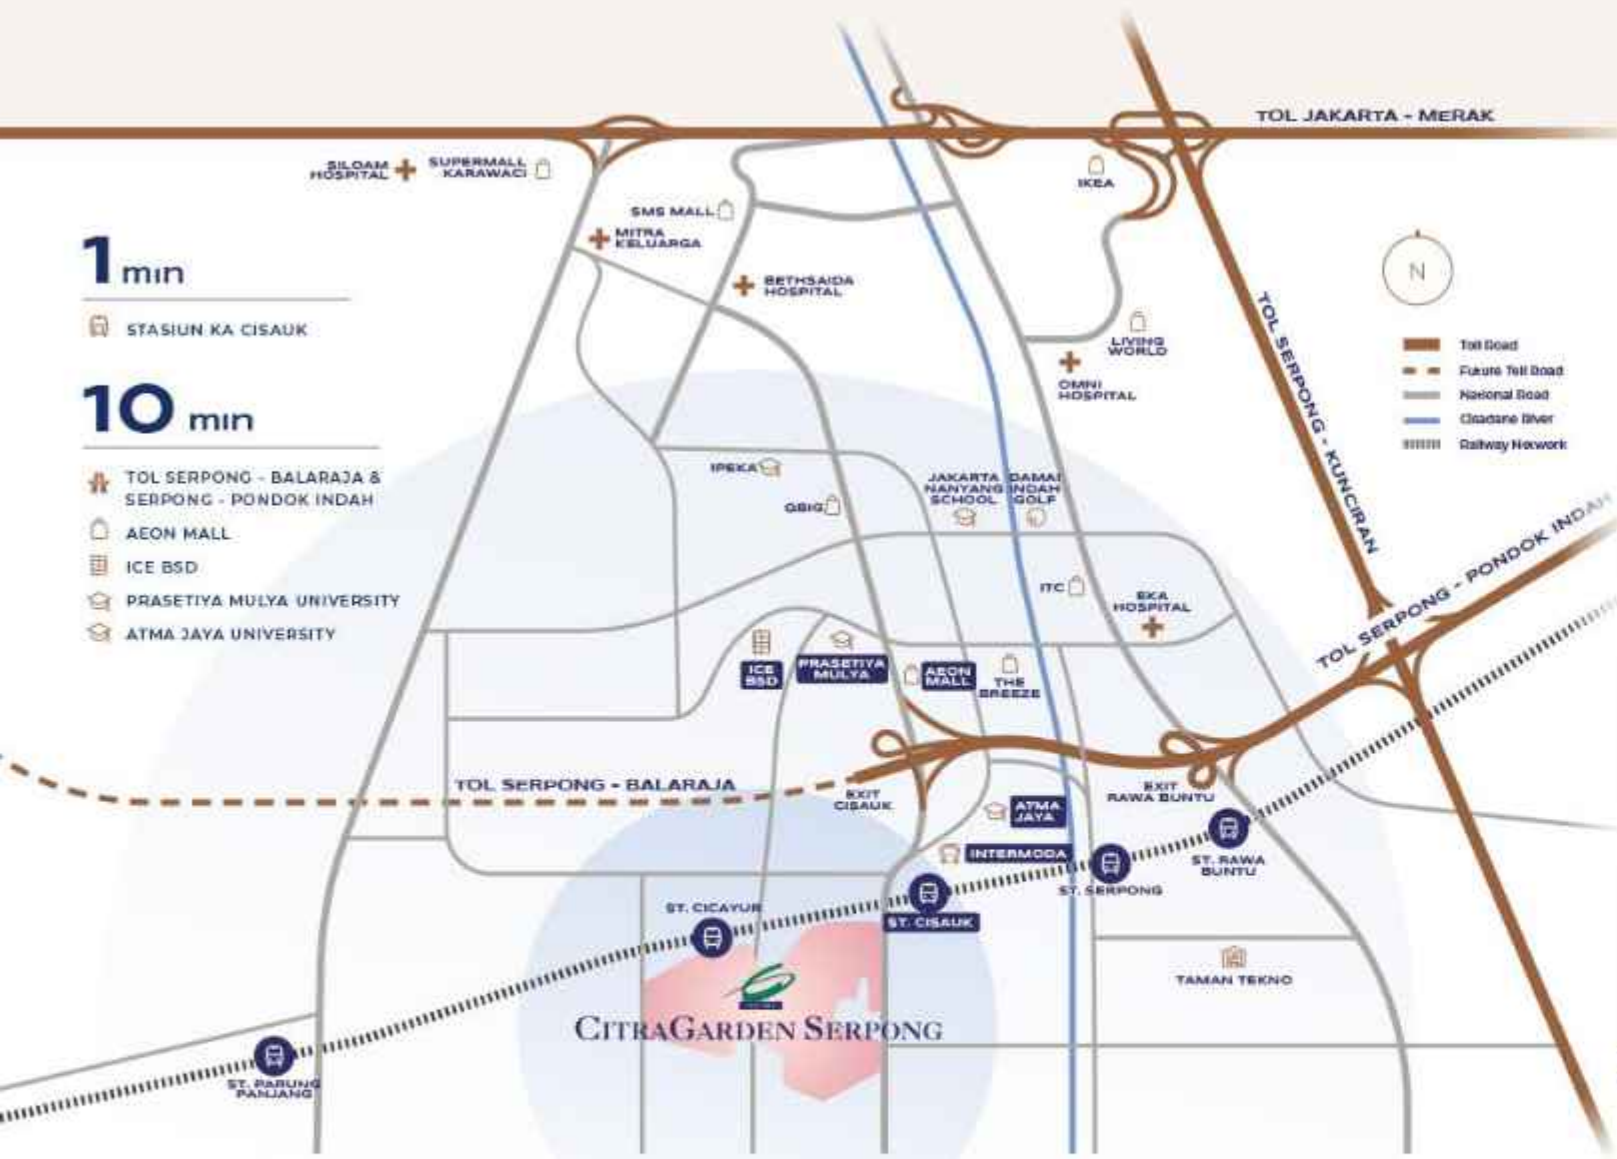 TOL JAKARTA - MERAK
SILOAM
HOSPITAL
SUPERMALL
KARAWACI
IKEA
SMS MALL
MITRA
KELUARGA
1 min
STASIUN KA CISAUK
BETHSAIDA
HOSPITAL
N
TOL SERPONG - KUNCIRAN
LIVING
WORLD
OMNI
HOSPITAL
Toll Road
Future Toll Road
National Road
Cisadane River
Railway Network
10 min
TOL SERPONG - BALARAJA &
SERPONG - PONDOK INDAH
AEON MALL
ICE BSD
PRASETIYA MULYA UNIVERSITY
ATMA JAYA UNIVERSITY
IPEKA
QBIG
JAKARTA
NANYANG
SCHOOL
DAMAI
INDAH
GOLF
TOL SERPONG - PONDOK INDAH
ITC
EKA
HOSPITAL
ICE
BSD
PRASETIYA
MULYA
AEON
MALL
THE
BREEZE
TOL SERPONG - BALARAJA
EXIT
CISAUK
EXIT
RAWA BUNTU
ATMA
JAYA
INTERMODA
ST. RAWA
BUNTU
ST. SERPONG
ST. CICAYUR
ST. CISAUK
TAMAN TEKNO
CITRAGARDEN SERPONG
ST. PARUNG
PANJANG